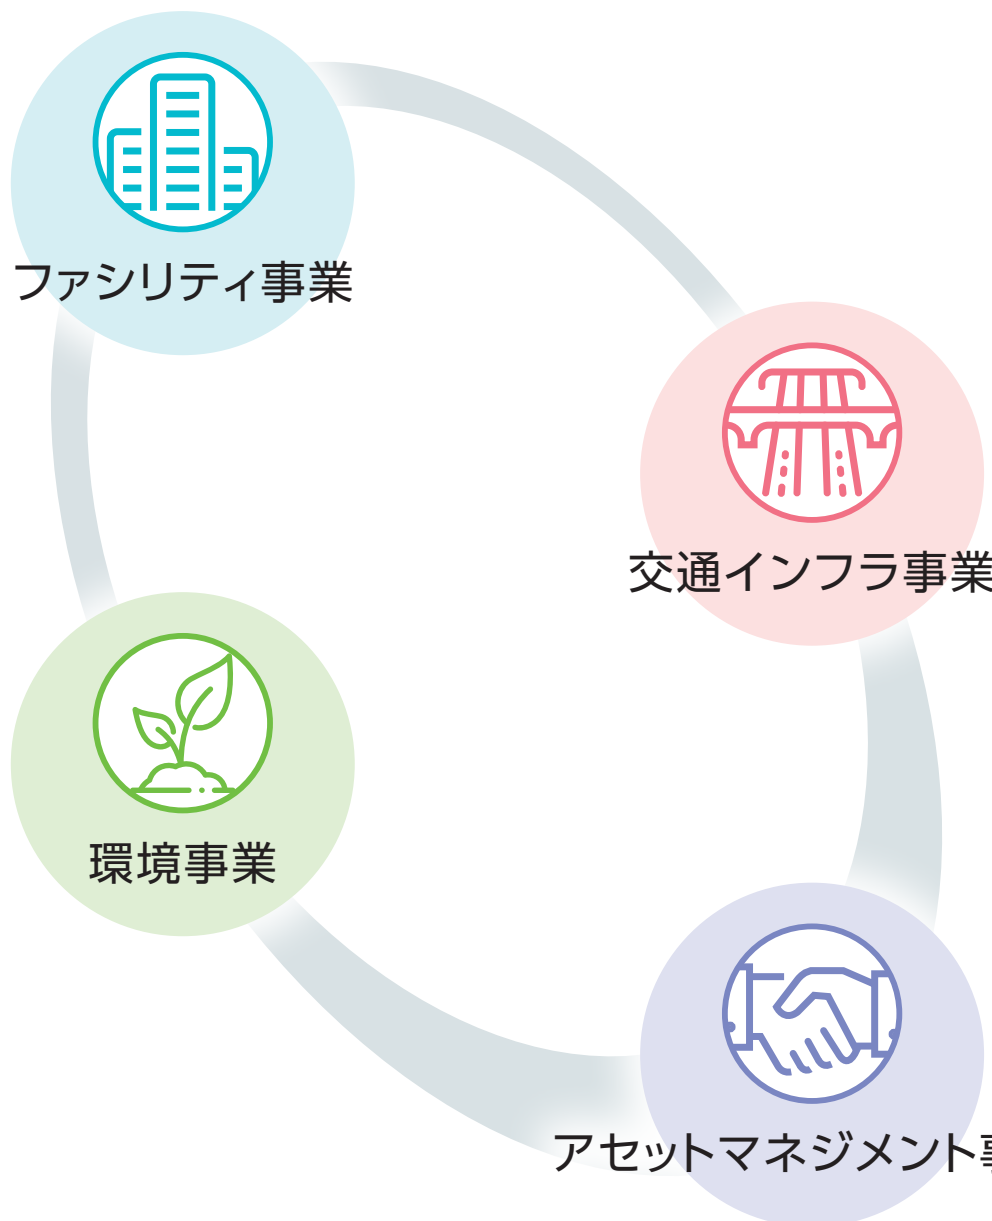 ファシリティ事業
交通インフラ事業
環境事業
アセットマネジメント事